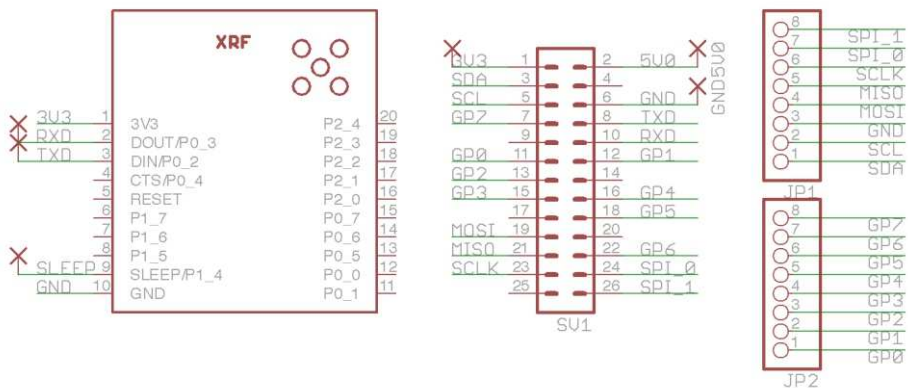 XRF
3V3 1 3V3 P2_4 20
RXD 2 DOUT/P0_3 P2_3 19
TXD 3 DIN/P0_2 P2_2 18
4 CTS/P0_4 P2_1 17
5 RESET P2_0 16
6 P1_7 P0_7 15
7 P1_6 P0_6 14
8 P1_5 P0_5 13
SLEEP 9 SLEEP/P1_4 P0_0 12
GND 10 GND P0_1 11
3V3 1 2 5V0
SDA 3 4
SCL 5 6 GND
GP7 7 8 TXD
9 10 RXD
GP0 11 12 GP1
GP2 13 14
GP3 15 16 GP4
17 18 GP5
MOSI 19 20
MISO 21 22 GP6
SCLK 23 24 SPI_0
25 26 SPI_1
SV1
GND5V0
8 SPI_1
7 SPI_0
6 SCLK
5 MISO
4 MOSI
3 GND
2 SCL
1 SDA
JP1
8 GP7
7 GP6
6 GP5
5 GP4
4 GP3
3 GP2
2 GP1
1 GP0
JP2